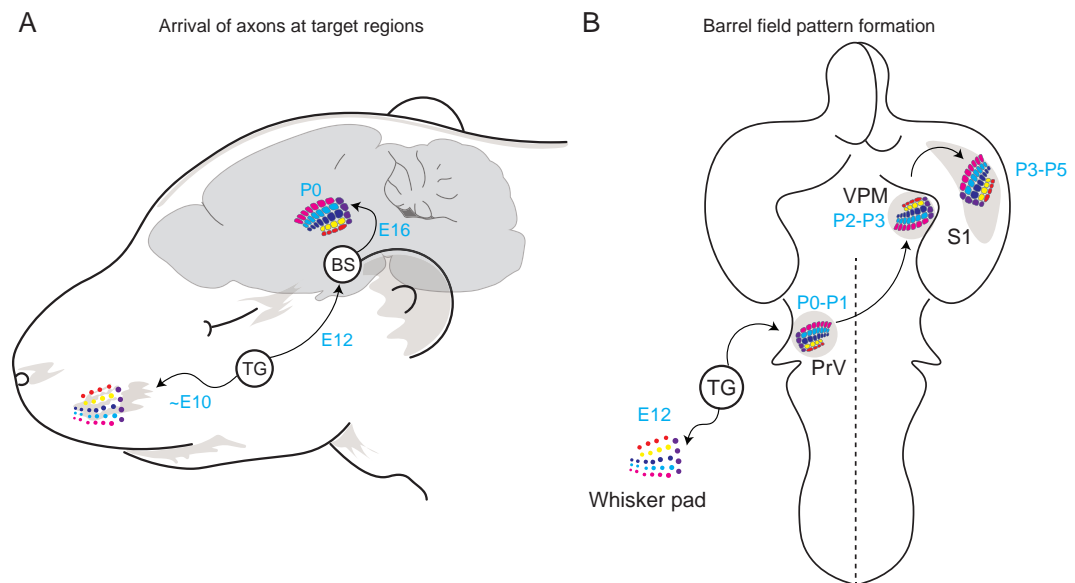 A
Arrival of axons at target regions
P0
E16
BS
E12
TG
~E10
B
Barrel field pattern formation
P3-P5
VPM
P2-P3
S1
P0-P1
PrV
TG
E12
Whisker pad